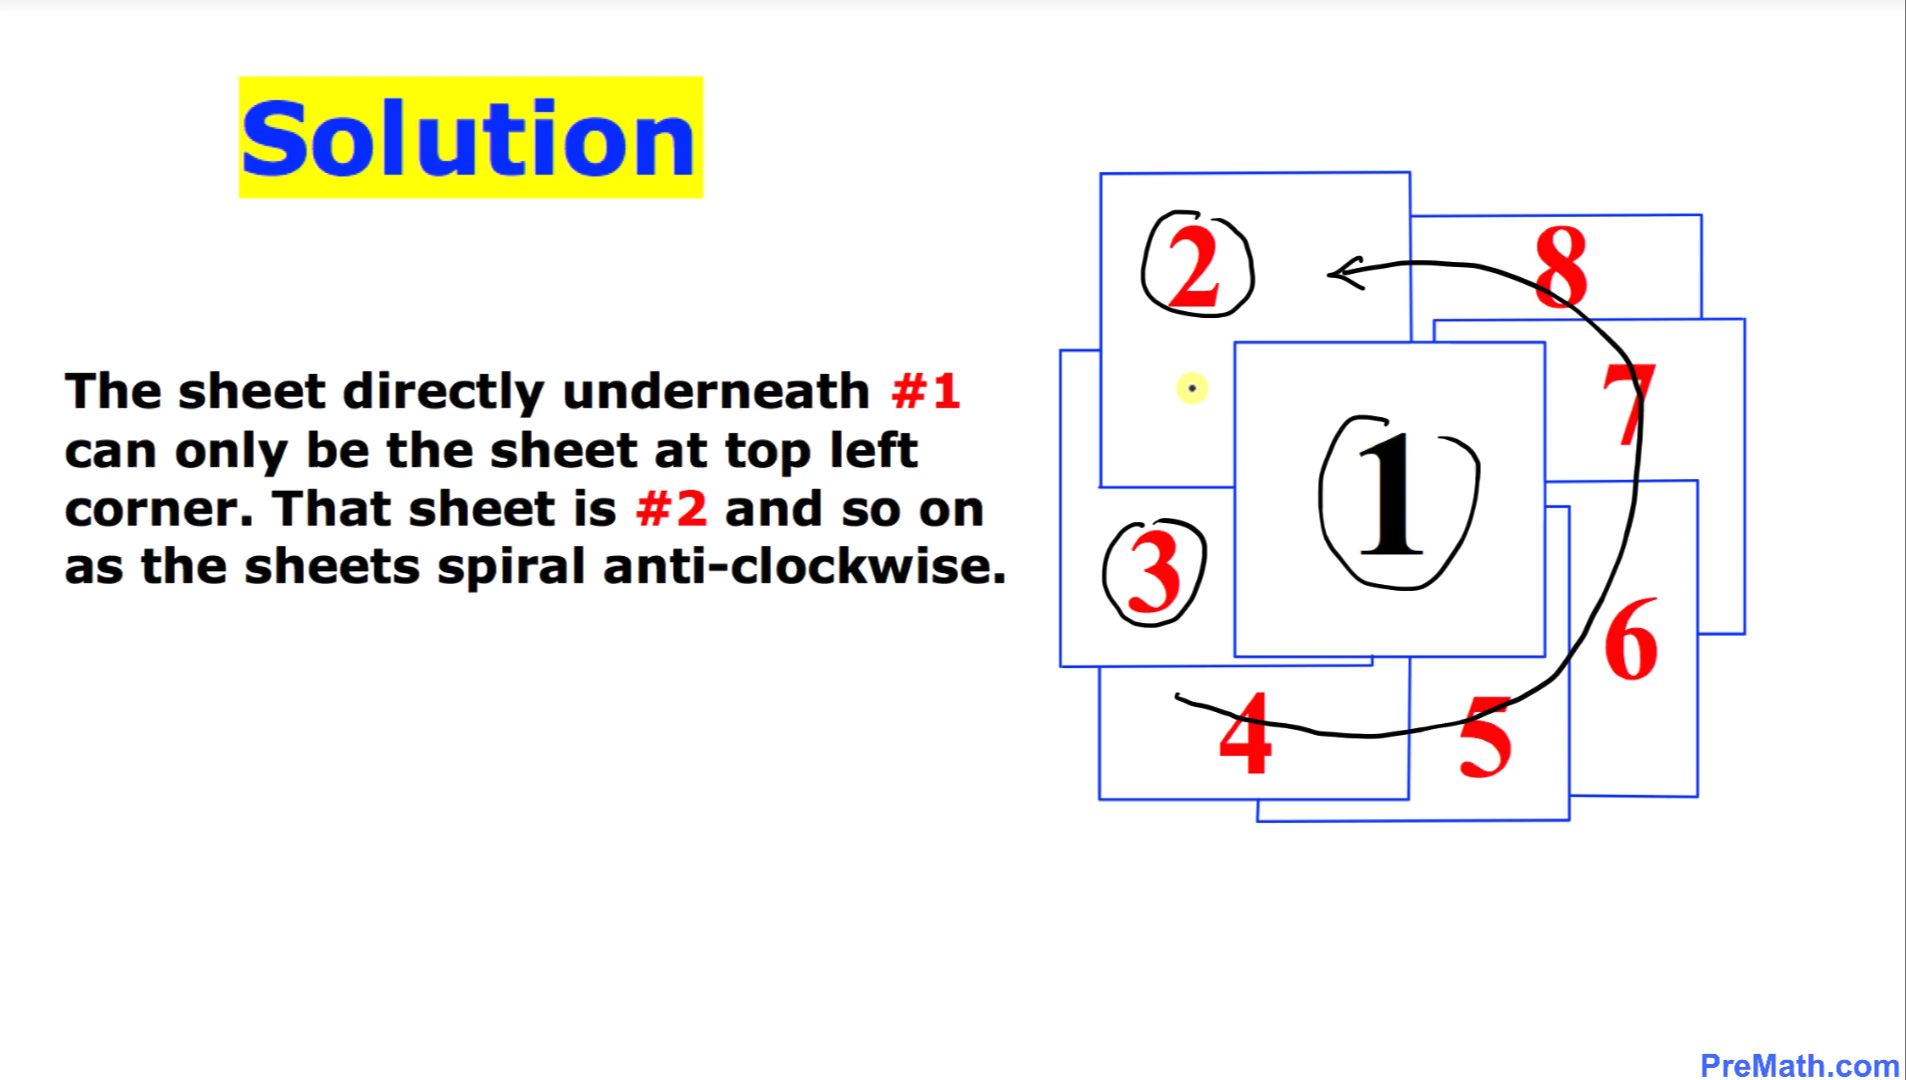 Solution
The sheet directly underneath #1
can only be the sheet at top left
corner. That sheet is #2 and so on
as the sheets spiral anti-clockwise.
2
8
7
1
3
6
4
5
PreMath.com